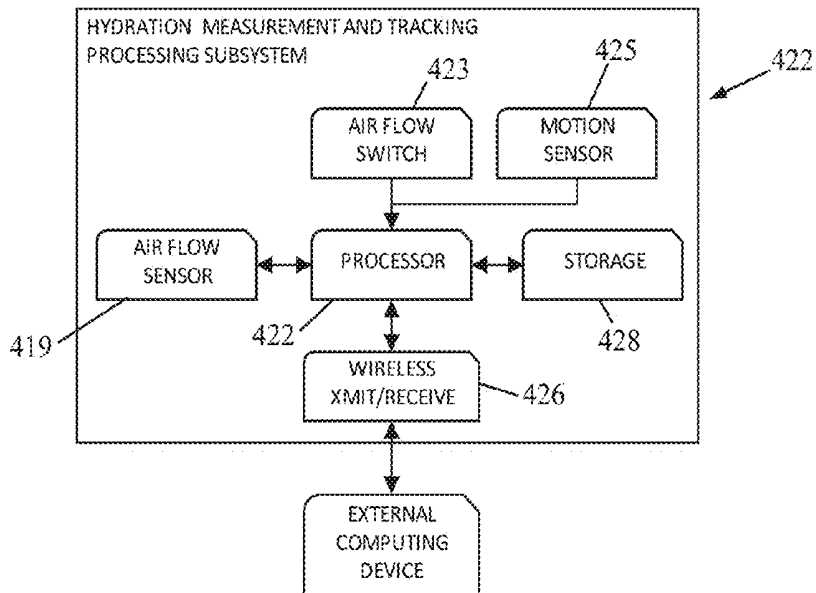 HYDRATION MEASUREMENT AND TRACKING
PROCESSING SUBSYSTEM
422
423
425
AIR FLOW
SWITCH
MOTION
SENSOR
AIR FLOW
SENSOR
PROCESSOR
STORAGE
419
422
428
WIRELESS
XMIT/RECEIVE
426
EXTERNAL
COMPUTING
DEVICE